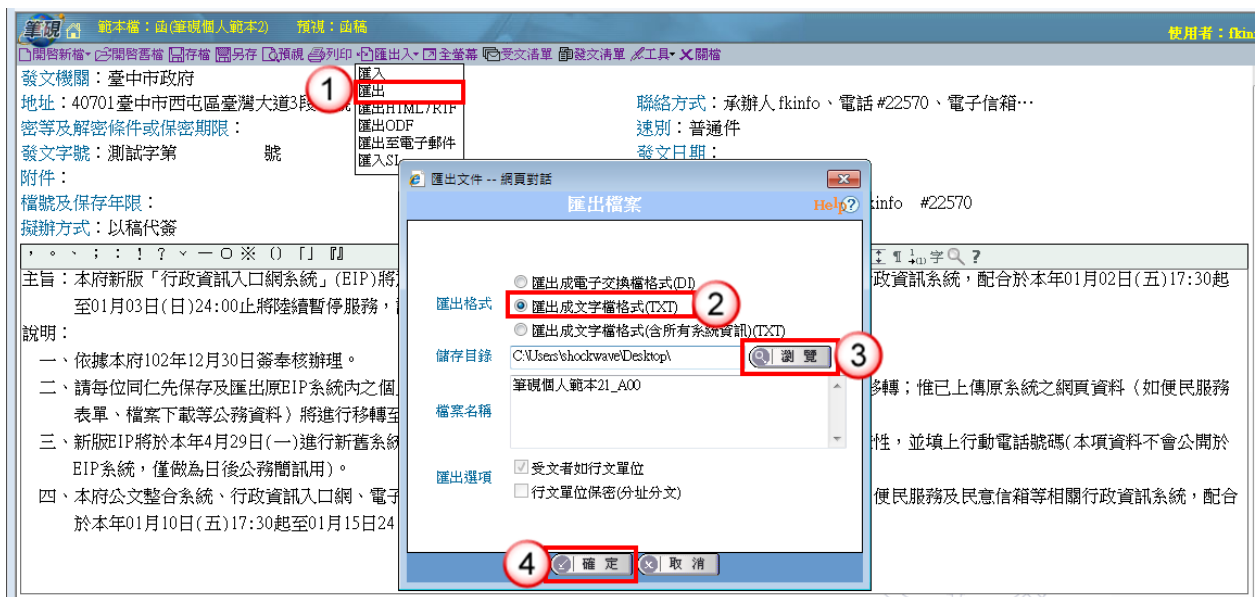 筆硯 範本檔：函(筆硯個人範本2) 預視：函稿
使用者：fkin
開啓新檔 開啓舊檔 存檔 另存 預視 列印 匯出入 全螢幕 受文清單 發文清單 工具 關檔
發文機關：臺中市政府
匯入
1
匯出
地址：40701臺中市西屯區臺灣大道3段
聯絡方式：承辦人fkinfo、電話 #22570、電子信箱…
匯出HTML/RTF
密等及解密條件或保密期限：
匯出ODF
速別：普通件
匯出至電子郵件
發文字號：測試字第 號
發文日期：
匯入SI
附件：
匯出文件 -- 網頁對話
檔號及保存年限：
匯出檔案
Help?
kinfo #22570
擬辦方式：以稿代簽
，。、；：！？ˇ—○※（）「」『』
字 ?
主旨：本府新版「行政資訊入口網系統」(EIP)將
政資訊系統，配合於本年01月02日(五)17:30起
至01月03日(日)24:00止將陸續暫停服務，
匯出格式
匯出成電子交換檔格式(DI)
匯出成文字檔格式(TXT)
2
匯出成文字檔格式(含所有系統資訊)(TXT)
說明：
儲存目錄
C:\Users\shockwave\Desktop\
瀏 覽
3
一、依據本府102年12月30日簽奉核辦理。
二、請每位同仁先保存及匯出原EIP系統內之個
移轉；惟已上傳原系統之網頁資料（如便民服務
表單、檔案下載等公務資料）將進行移轉至
檔案名稱
筆硯個人範本21_A00
三、新版EIP將於本年4月29日(一)進行新舊系統
性，並填上行動電話號碼(本項資料不會公開於
EIP系統，僅做為日後公務簡訊用)。
匯出選項
受文者如行文單位
行文單位保密(分址分文)
四、本府公文整合系統、行政資訊入口網、電子
便民服務及民意信箱等相關行政資訊系統，配合
於本年01月10日(五)17:30起至01月15日24
4
確 定
取 消